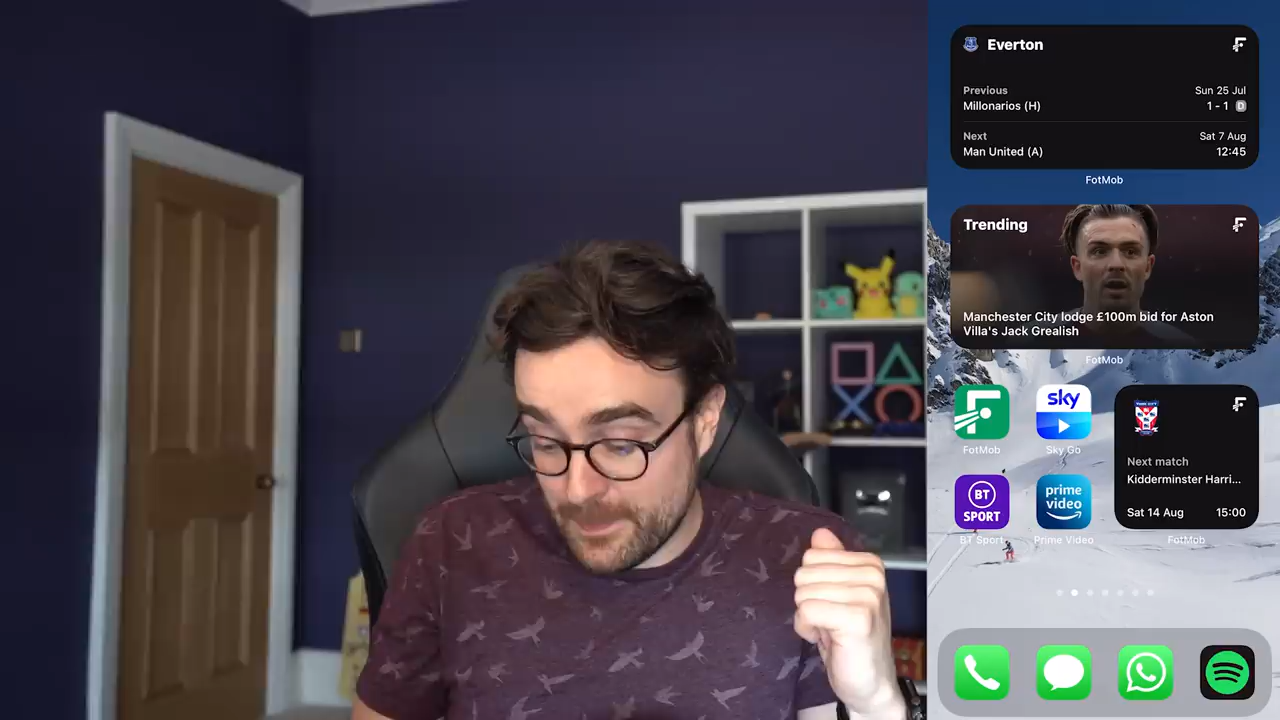 Everton
Previous
Sun 25 Jul
Millonarios (H)
1 - 1 D
Next
Sat 7 Aug
Man United (A)
12:45
FotMob
Trending
Manchester City lodge £100m bid for Aston
Villa's Jack Grealish
FotMob
sky
FotMob
Sky Go
Next match
Kidderminster Harri...
BT
SPORT
prime
video
Sat 14 Aug
15:00
BT Sport
Prime Video
FotMob